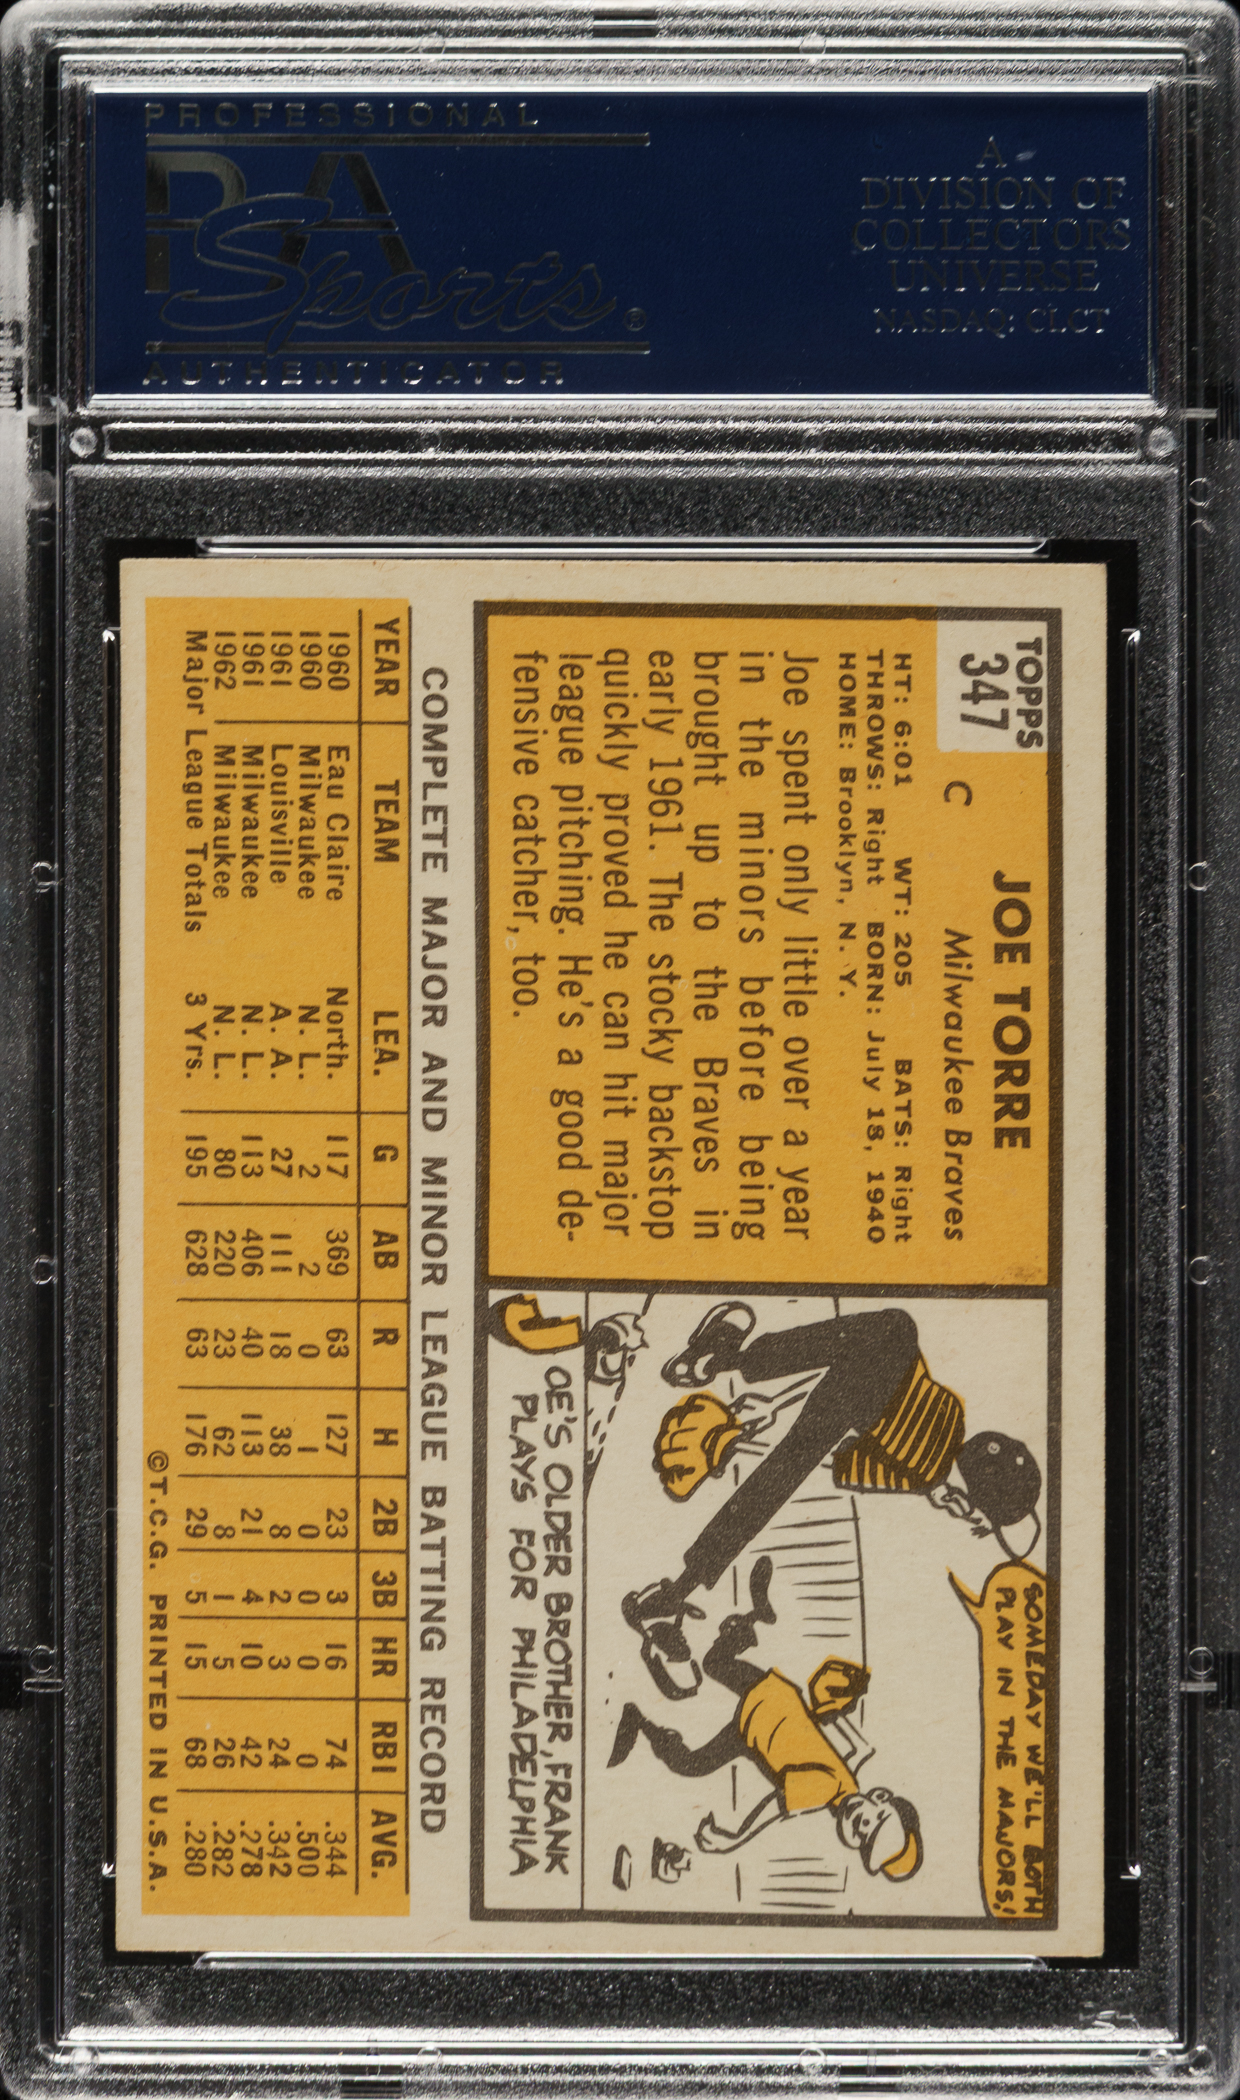 PROFESSIONAL
PSA
Sports®
AUTHENTICATOR
A
DIVISION OF
COLLECTORS
UNIVERSE
NASDAQ: CLCT
TOPPS
347
JOE TORRE
C Milwaukee Braves
HT: 6:01 WT: 205 BATS: Right
THROWS: Right BORN: July 18, 1940
HOME: Brooklyn, N. Y.
Joe spent only little over a year
in the minors before being
brought up to the Braves in
early 1961. The stocky backstop
quickly proved he can hit major
league pitching. He's a good de-
fensive catcher, too.
SOMEDAY WE'LL BOTH
PLAY IN THE MAJORS!
JOE'S OLDER BROTHER, FRANK
PLAYS FOR PHILADELPHIA
COMPLETE MAJOR AND MINOR LEAGUE BATTING RECORD
YEAR TEAM LEA. G AB R H 2B 3B HR RBI AVG.
1960 Eau Claire North. 117 369 63 127 23 3 16 74 .344
1960 Milwaukee N. L. 2 2 0 1 0 0 0 0 .500
1961 Louisville A. A. 27 111 18 38 8 2 3 24 .342
1961 Milwaukee N. L. 113 406 40 113 21 4 10 42 .278
1962 Milwaukee N. L. 80 220 23 62 8 1 5 26 .282
Major League Totals 3 Yrs. 195 628 63 176 29 5 15 68 .280
©T.C.G. PRINTED IN U.S.A.